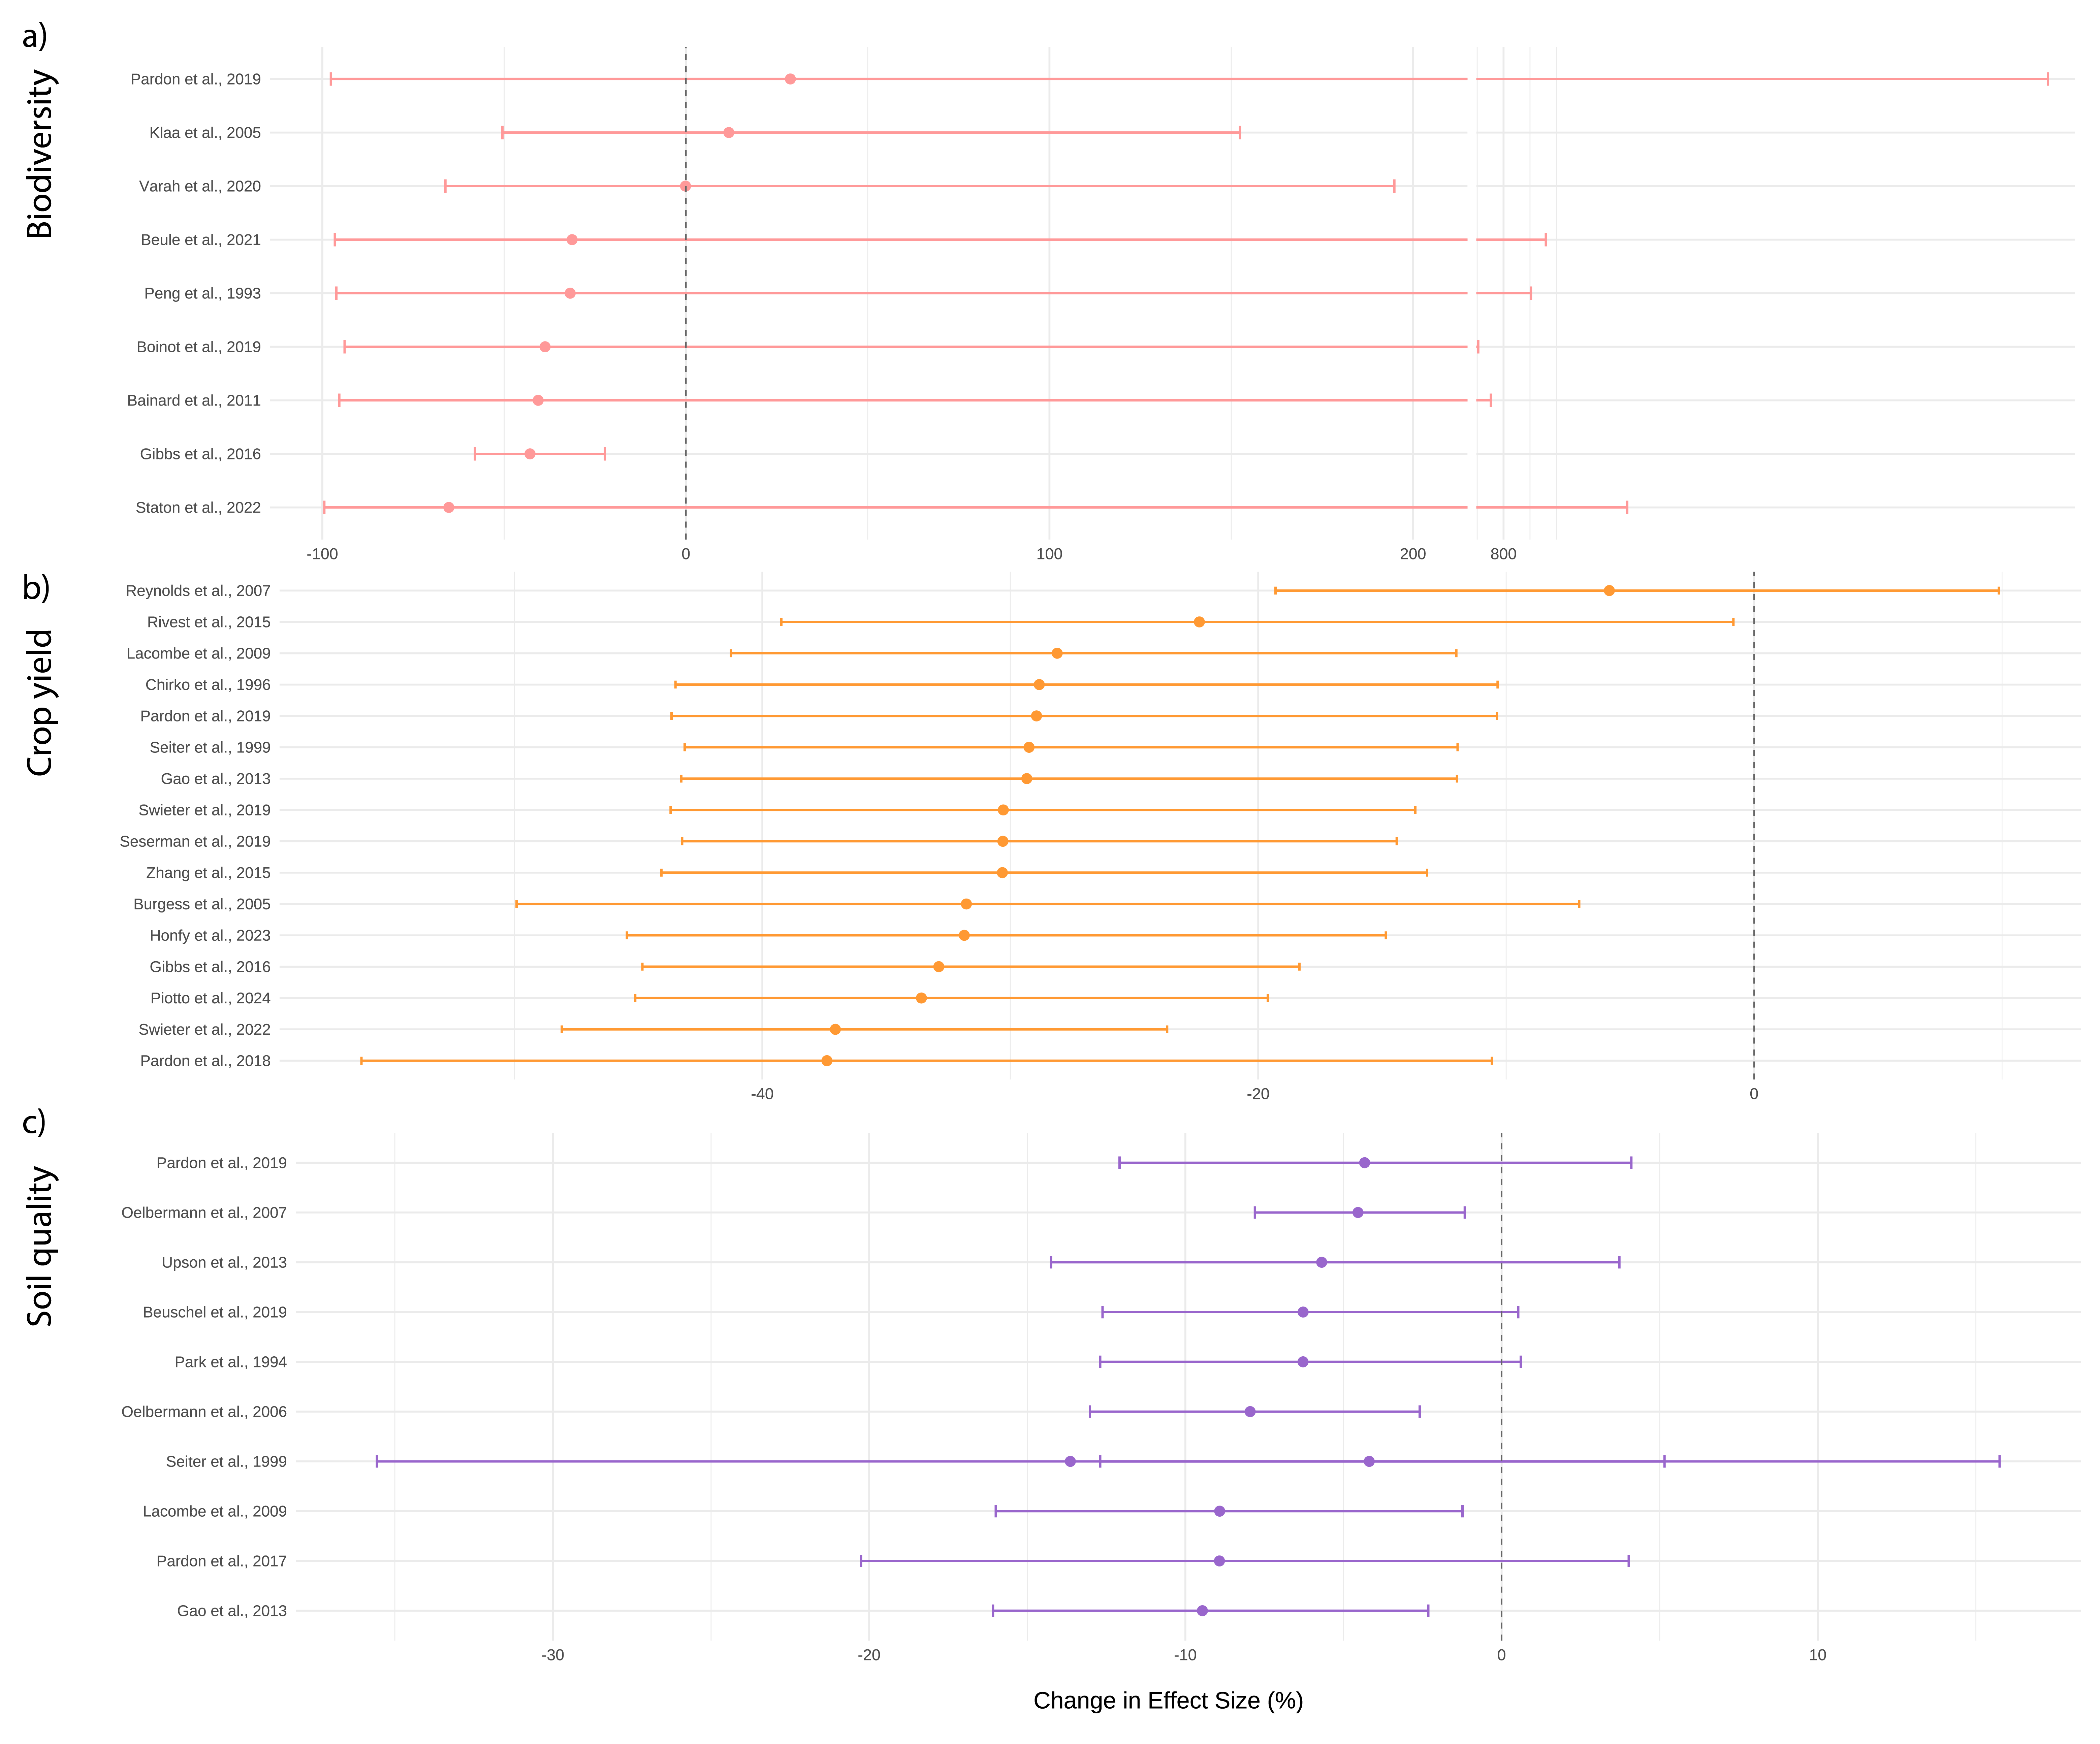 a)
Biodiversity
Pardon et al., 2019
Klaa et al., 2005
Varah et al., 2020
Beule et al., 2021
Peng et al., 1993
Boinot et al., 2019
Bainard et al., 2011
Gibbs et al., 2016
Staton et al., 2022
-100 0 100 200 800
b)
Crop yield
Reynolds et al., 2007
Rivest et al., 2015
Lacombe et al., 2009
Chirko et al., 1996
Pardon et al., 2019
Seiter et al., 1999
Gao et al., 2013
Swieter et al., 2019
Seserman et al., 2019
Zhang et al., 2015
Burgess et al., 2005
Honfy et al., 2023
Gibbs et al., 2016
Piotto et al., 2024
Swieter et al., 2022
Pardon et al., 2018
-40 -20 0
c)
Soil quality
Pardon et al., 2019
Oelbermann et al., 2007
Upson et al., 2013
Beuschel et al., 2019
Park et al., 1994
Oelbermann et al., 2006
Seiter et al., 1999
Lacombe et al., 2009
Pardon et al., 2017
Gao et al., 2013
-30 -20 -10 0 10
Change in Effect Size (%)